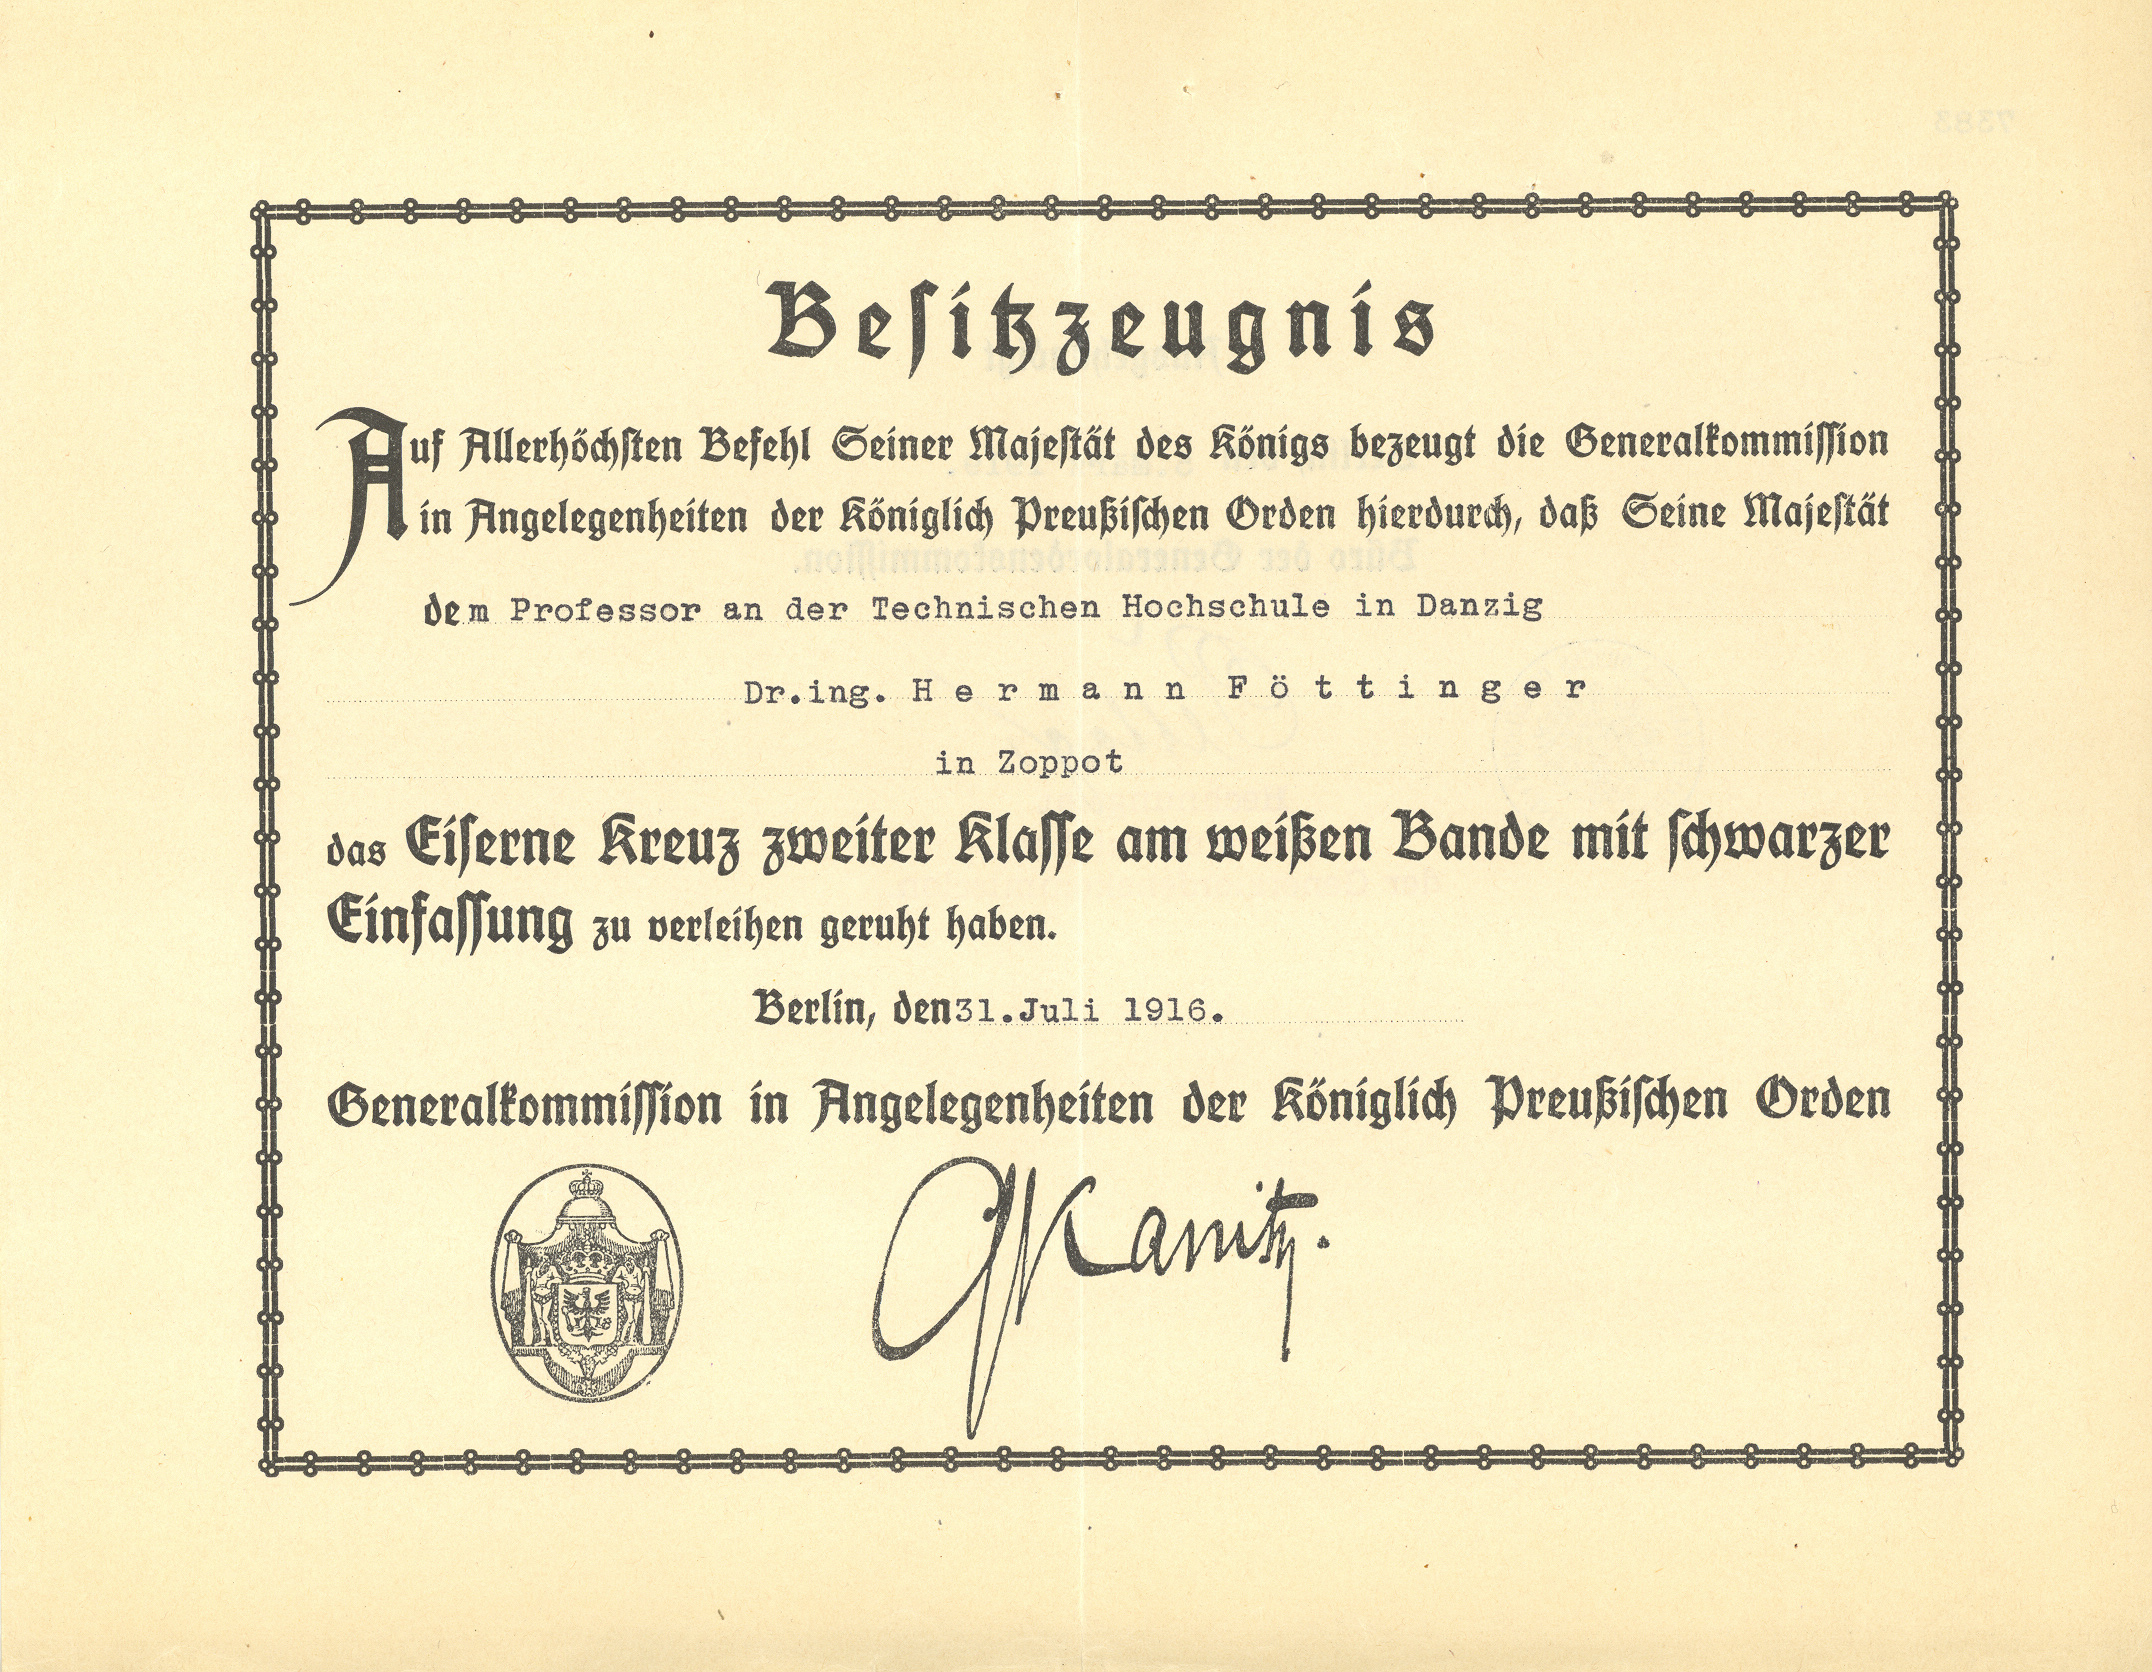 Besitzzeugnis
Auf Allerhöchsten Befehl Seiner Majestät des Königs bezeugt die Generalkommission
in Angelegenheiten der Königlich Preußischen Orden hierdurch, daß Seine Majestät
dem Professor an der Technischen Hochschule in Danzig
Dr.ing. Hermann Föttinger
in Zoppot
das Eiserne Kreuz zweiter Klasse am weißen Bande mit schwarzer
Einfassung zu verleihen geruht haben.
Berlin, den 31.Juli 1916.
Generalkommission in Angelegenheiten der Königlich Preußischen Orden
Kanitz.